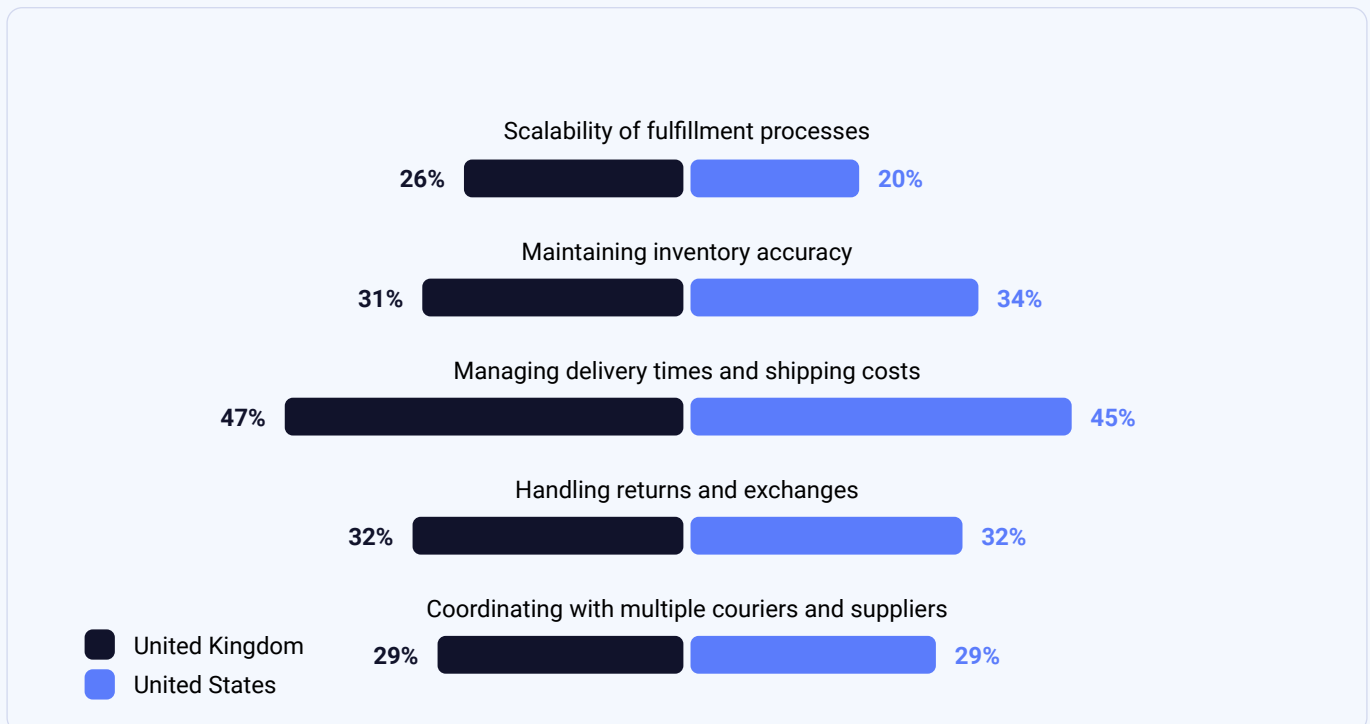 Scalability of fulfillment processes
26% 20%
Maintaining inventory accuracy
31% 34%
Managing delivery times and shipping costs
47% 45%
Handling returns and exchanges
32% 32%
Coordinating with multiple couriers and suppliers
29% 29%
United Kingdom
United States